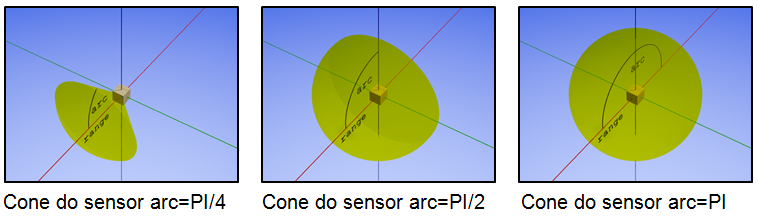 arc
range
arc
range
arc
range
Cone do sensor arc=PI/4
Cone do sensor arc=PI/2
Cone do sensor arc=PI